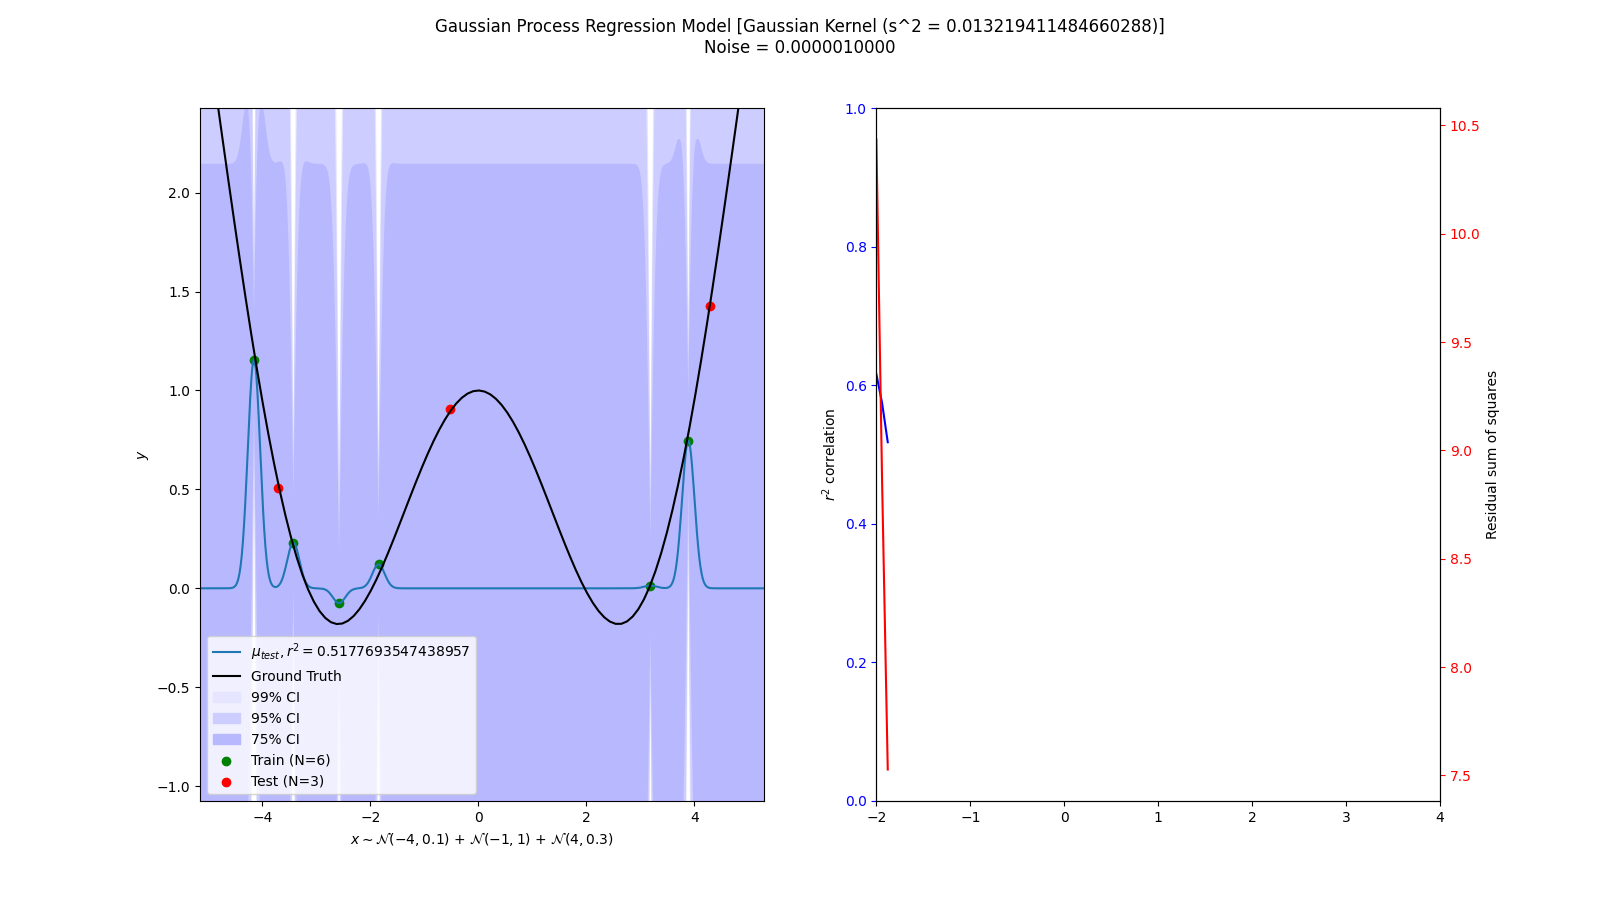 Gaussian Process Regression Model [Gaussian Kernel (s^2 = 0.013219411484660288)]
Noise = 0.0000010000
2.0
1.5
1.0
0.5
0.0
−0.5
−1.0
y
μ_test, r² = 0.5177693547438957
Ground Truth
99% CI
95% CI
75% CI
Train (N=6)
Test (N=3)
−4
−2
0
2
4
x ∼ 𝒩(−4, 0.1) + 𝒩(−1, 1) + 𝒩(4, 0.3)
1.0
0.8
0.6
0.4
0.2
0.0
r² correlation
−2
−1
0
1
2
3
4
10.5
10.0
9.5
9.0
8.5
8.0
7.5
Residual sum of squares